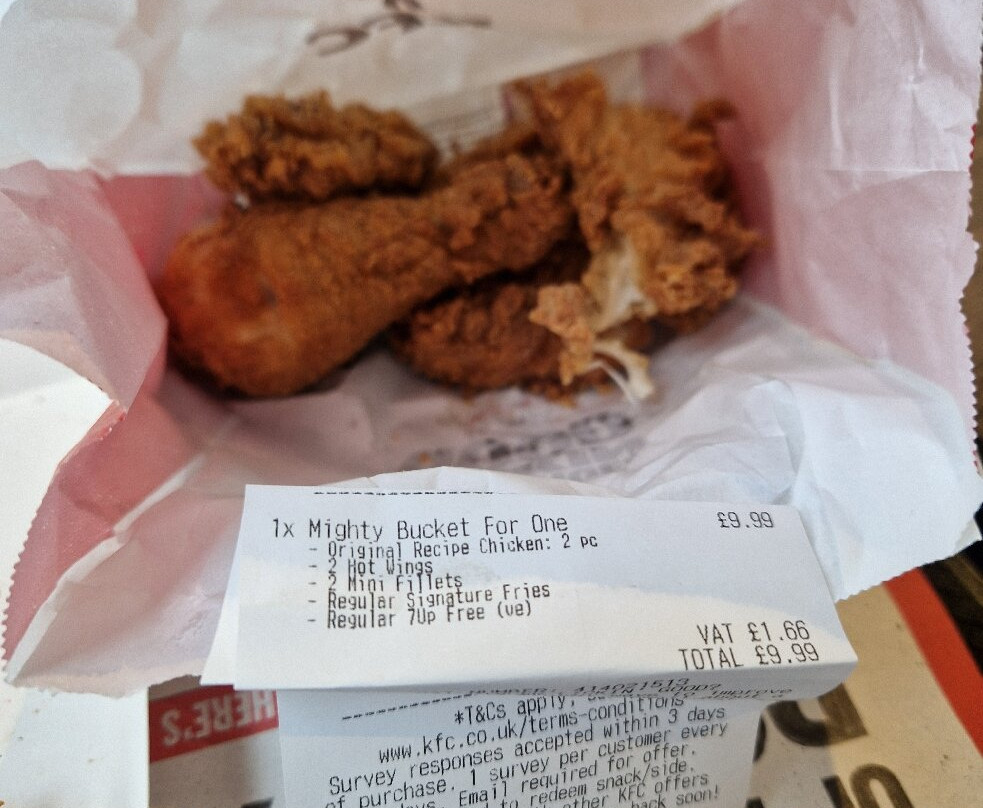 1x Mighty Bucket For One £9.99
- Original Recipe Chicken: 2 pc
- 2 Hot Wings
- 2 Mini Fillets
- Regular Signature Fries
- Regular 7Up Free (ve)
VAT £1.66
TOTAL £9.99
*T&Cs apply,
www.kfc.co.uk/terms-conditions
Survey responses accepted within 3 days
of purchase. 1 survey per customer every
Email required for offer.
to redeem snack/side.
other KFC offers
back soon!
HERE'S